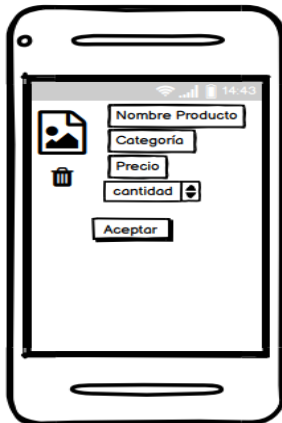 14:43
Nombre Producto
Categoría
Precio
cantidad
Aceptar